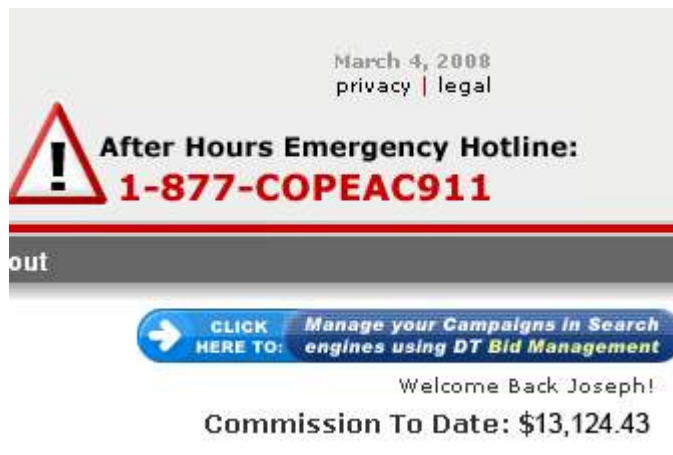 March 4, 2008
privacy | legal
After Hours Emergency Hotline:
!
1-877-COPEAC911
out
CLICK HERE TO:
Manage your Campaigns in Search
engines using DT Bid Management
Welcome Back Joseph!
Commission To Date: $13,124.43